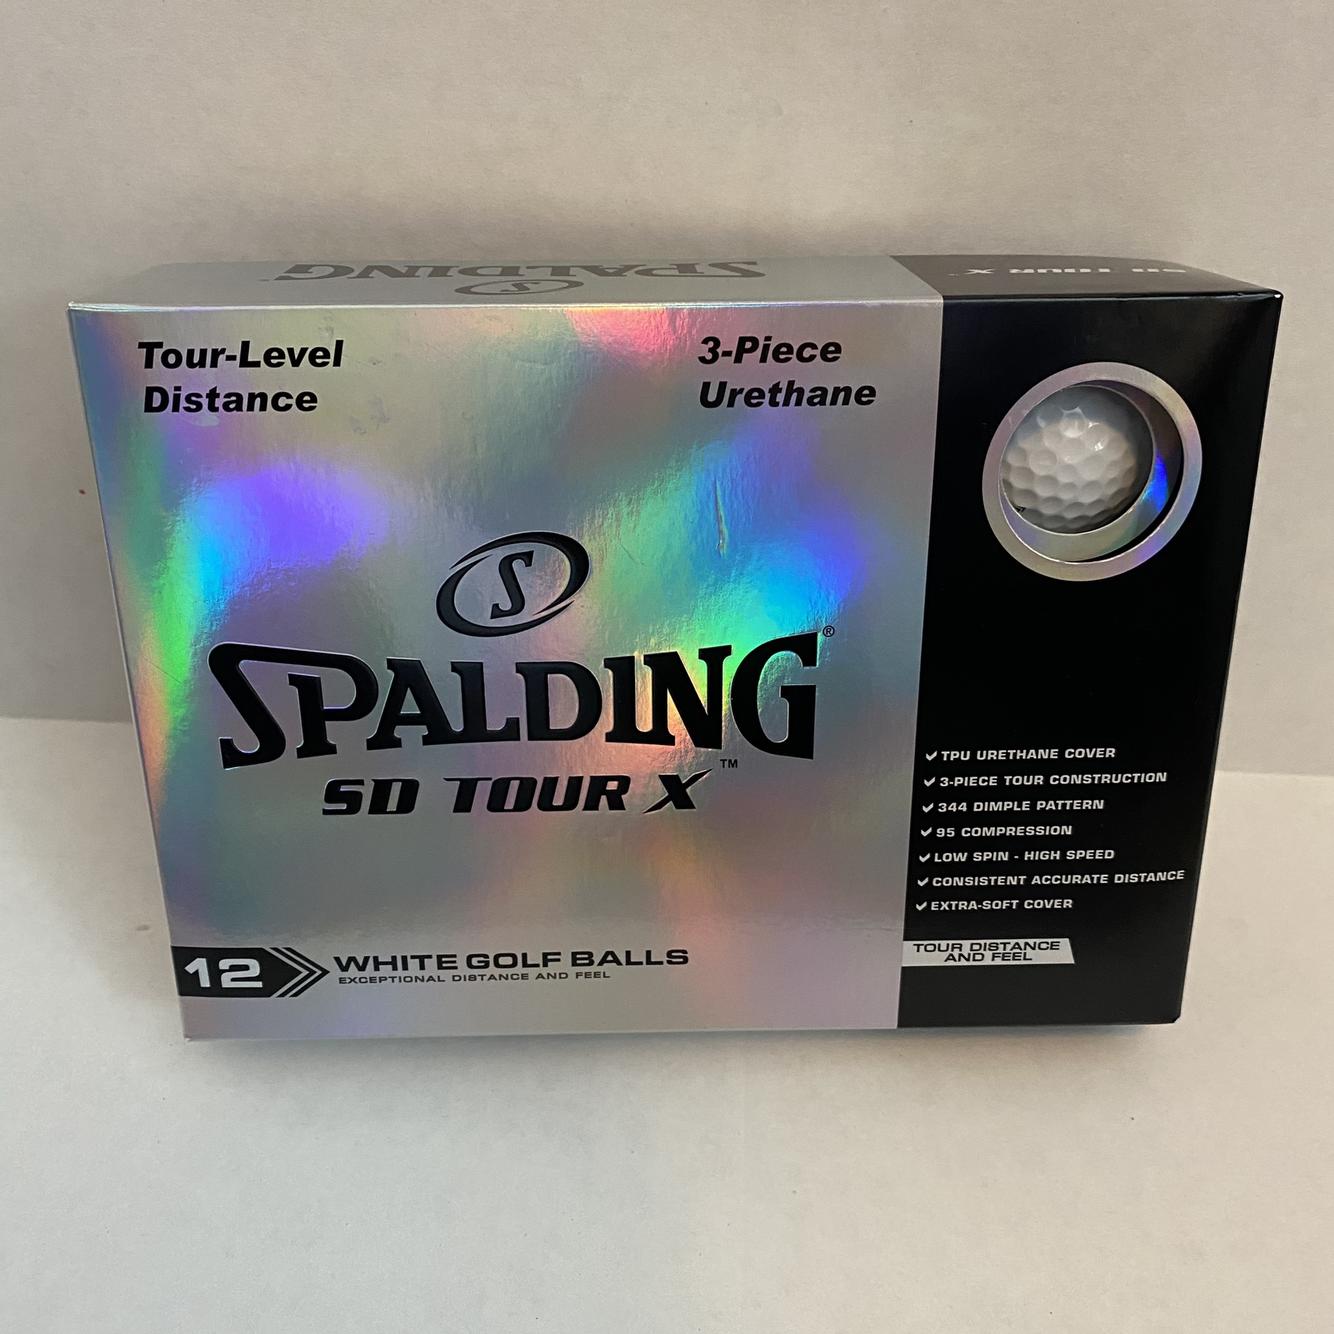 SPALDING
S
SD TOUR X
Tour-Level
Distance
3-Piece
Urethane
S
SPALDING®
SD TOUR X™
TPU URETHANE COVER
3-PIECE TOUR CONSTRUCTION
344 DIMPLE PATTERN
95 COMPRESSION
LOW SPIN - HIGH SPEED
CONSISTENT ACCURATE DISTANCE
EXTRA-SOFT COVER
TOUR DISTANCE
AND FEEL
12 WHITE GOLF BALLS
EXCEPTIONAL DISTANCE AND FEEL